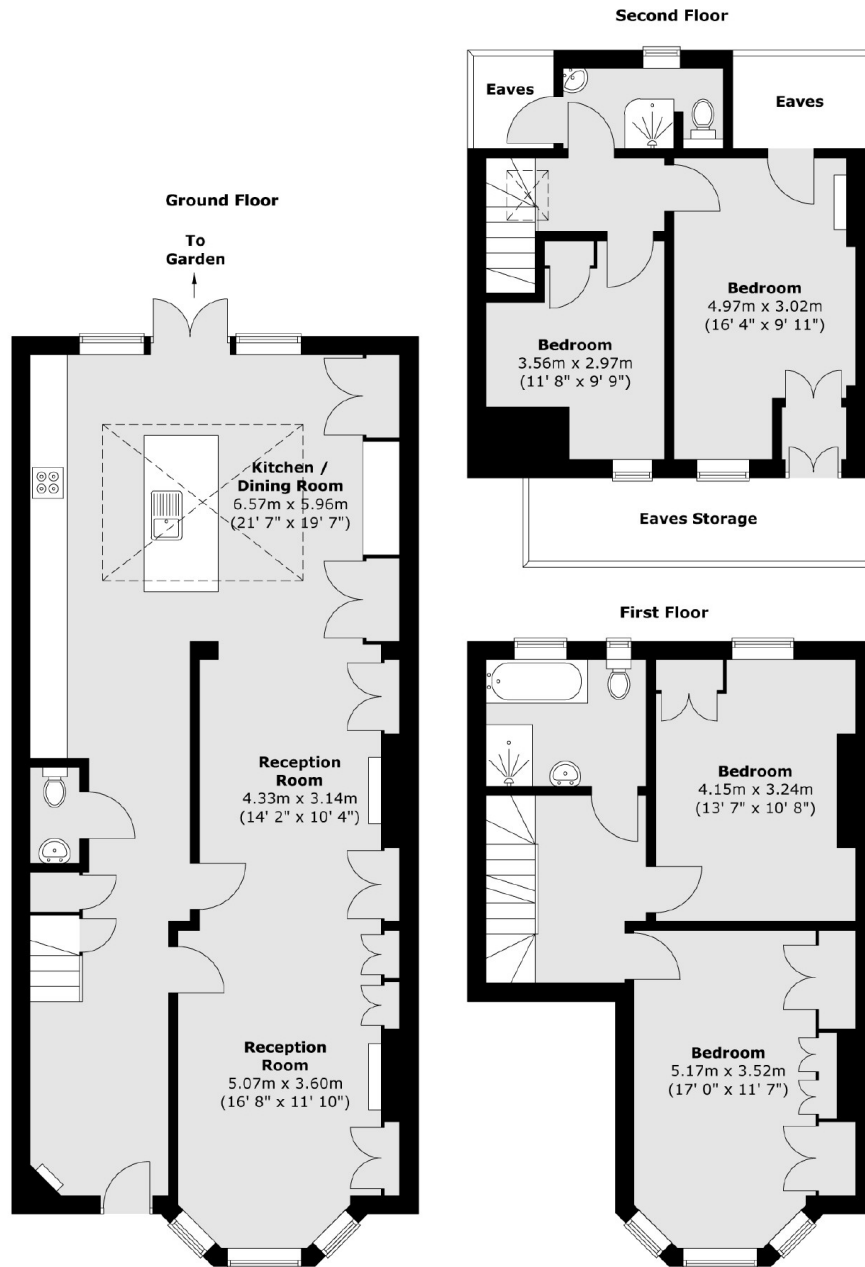 Second Floor
Eaves
Eaves
Bedroom
4.97m x 3.02m
(16' 4" x 9' 11")
Bedroom
3.56m x 2.97m
(11' 8" x 9' 9")
Eaves Storage
Ground Floor
To
Garden
Kitchen /
Dining Room
6.57m x 5.96m
(21' 7" x 19' 7")
Reception
Room
4.33m x 3.14m
(14' 2" x 10' 4")
Reception
Room
5.07m x 3.60m
(16' 8" x 11' 10")
First Floor
Bedroom
4.15m x 3.24m
(13' 7" x 10' 8")
Bedroom
5.17m x 3.52m
(17' 0" x 11' 7")